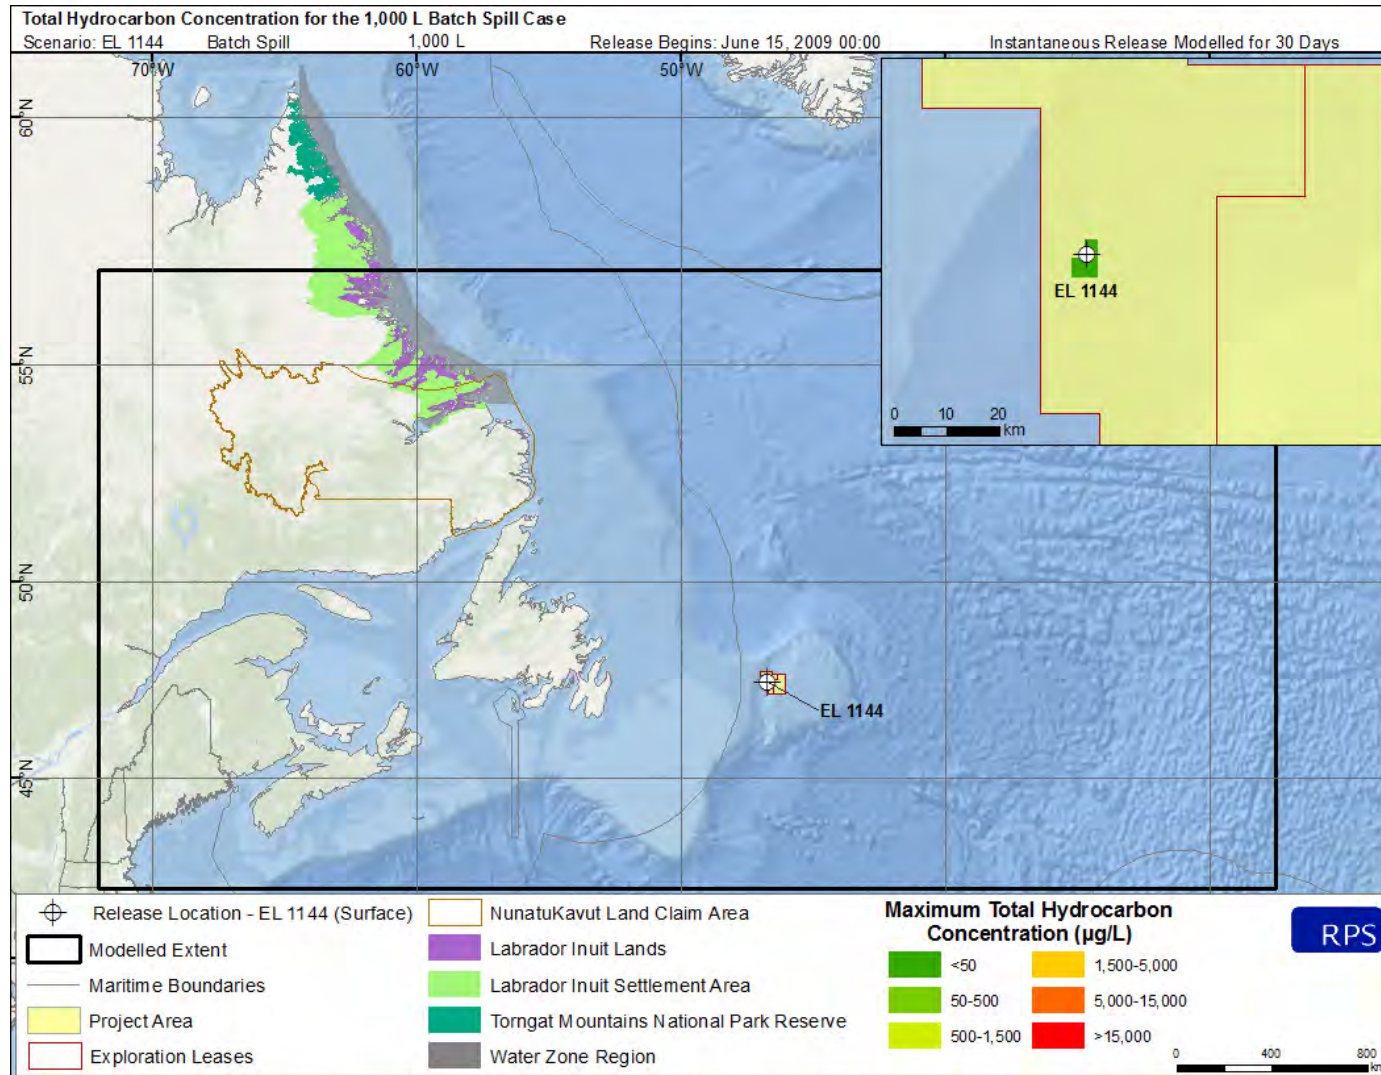 Total Hydrocarbon Concentration for the 1,000 L Batch Spill Case
Scenario: EL 1144 Batch Spill 1,000 L Release Begins: June 15, 2009 00:00 Instantaneous Release Modelled for 30 Days
70°W 60°W 50°W
60°N
55°N
50°N
45°N
EL 1144
0 10 20
km
EL 1144
Release Location - EL 1144 (Surface)
Modelled Extent
Maritime Boundaries
Project Area
Exploration Leases
NunatuKavut Land Claim Area
Labrador Inuit Lands
Labrador Inuit Settlement Area
Torngat Mountains National Park Reserve
Water Zone Region
Maximum Total Hydrocarbon
Concentration (µg/L)
<50
50-500
500-1,500
1,500-5,000
5,000-15,000
>15,000
RPS
0 400 800
km